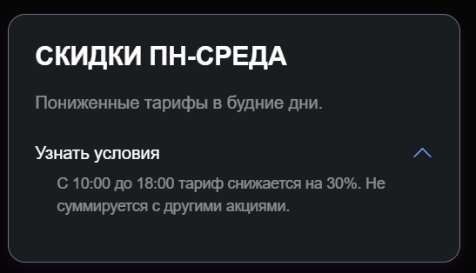 СКИДКИ ПН-СРЕДА
Пониженные тарифы в будние дни.
Узнать условия
С 10:00 до 18:00 тариф снижается на 30%. Не
суммируется с другими акциями.